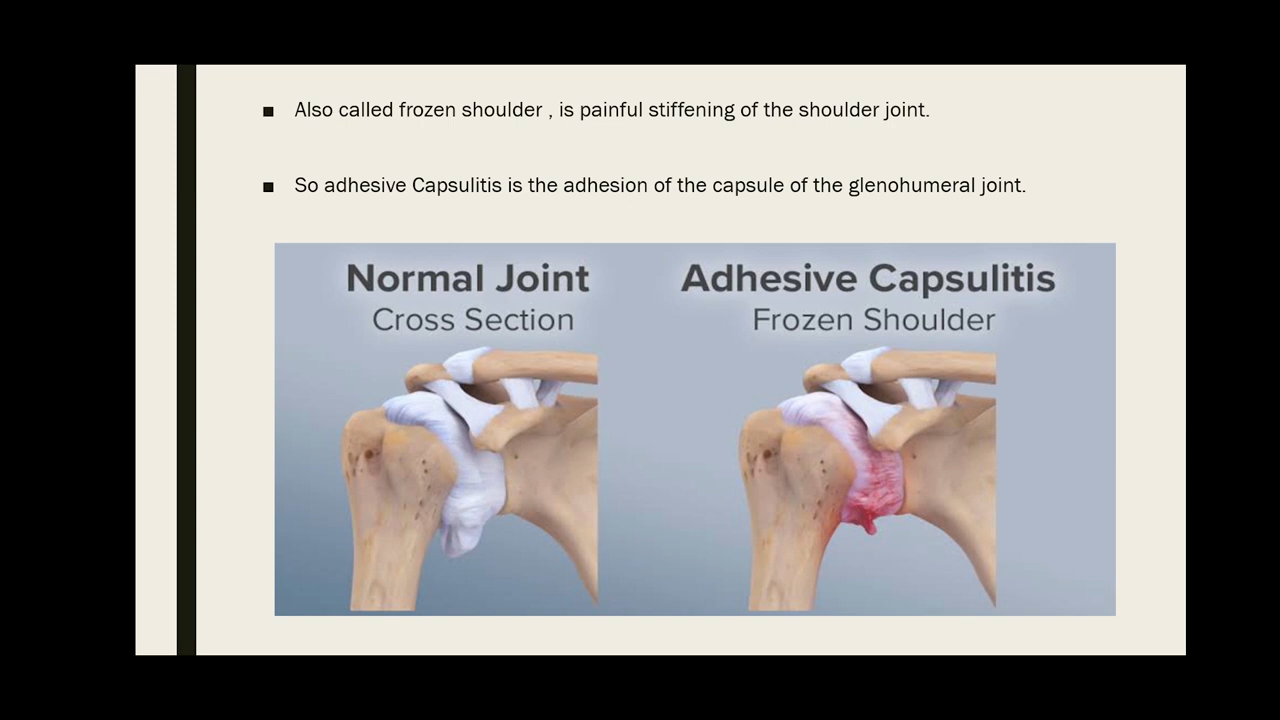 Also called frozen shoulder , is painful stiffening of the shoulder joint.
So adhesive Capsulitis is the adhesion of the capsule of the glenohumeral joint.
Normal Joint
Cross Section
Adhesive Capsulitis
Frozen Shoulder